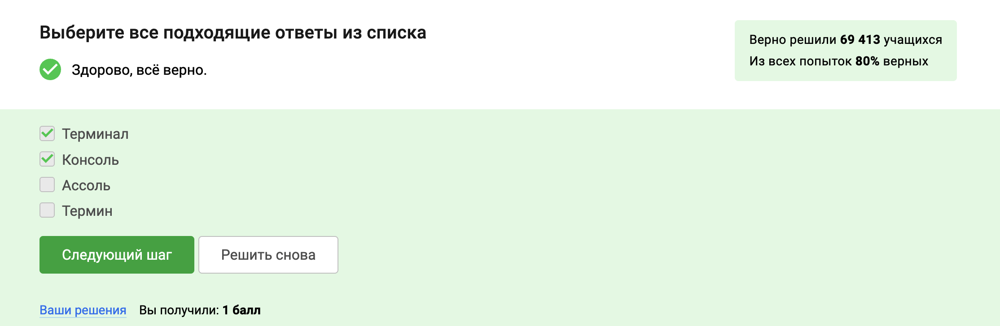 Выберите все подходящие ответы из списка
Здорово, всё верно.
Верно решили 69 413 учащихся
Из всех попыток 80% верных
Терминал
Консоль
Ассоль
Термин
Следующий шаг
Решить снова
Ваши решения
Вы получили: 1 балл